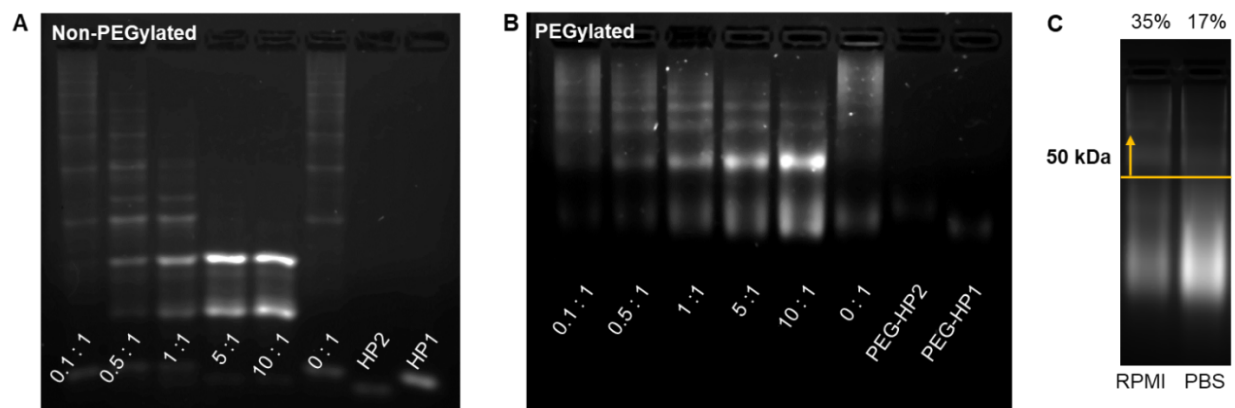 A
Non-PEGylated
0.1 : 1
0.5 : 1
1 :1
5 :1
10 : 1
0 : 1
HP2
HP1
B
PEGylated
0.1 : 1
0.5 : 1
1 :1
5 : 1
10 : 1
0 : 1
PEG-HP2
PEG-HP1
C
35% 17%
50 kDa
RPMI PBS